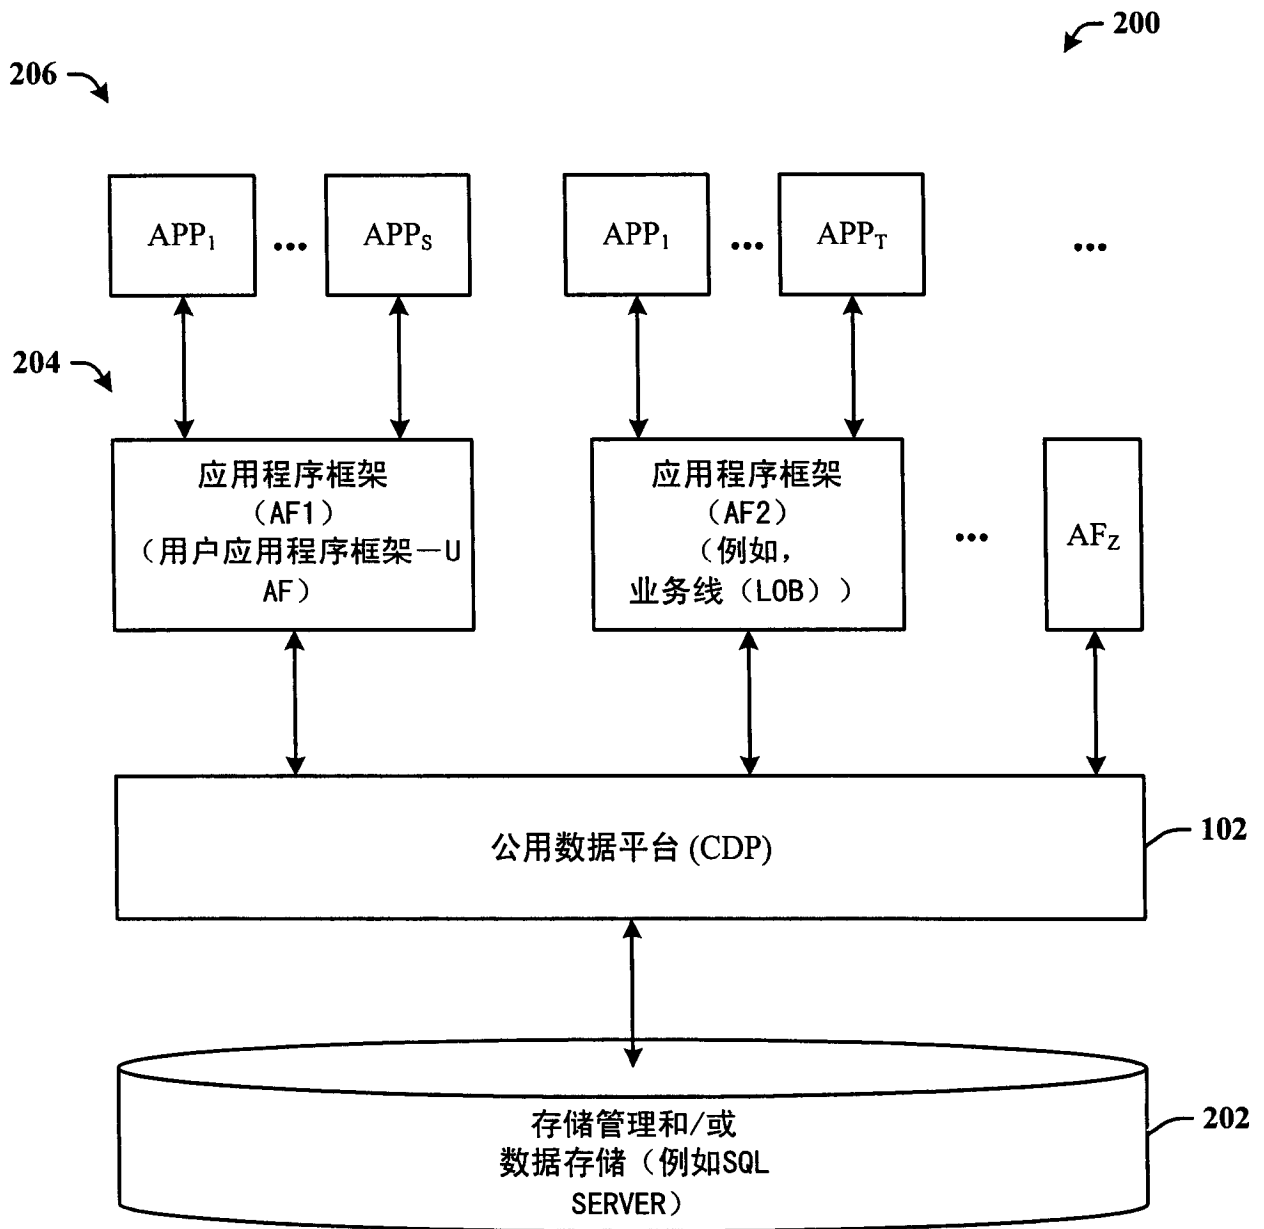 200
206
APP₁ ... APPS APP₁ ... APPT ...
204
应用程序框架
（AF1）
（用户应用程序框架－U
AF）
应用程序框架
（AF2）
（例如，
业务线（LOB））
... AFZ
公用数据平台 (CDP)
102
存储管理和/或
数据存储（例如SQL
SERVER）
202